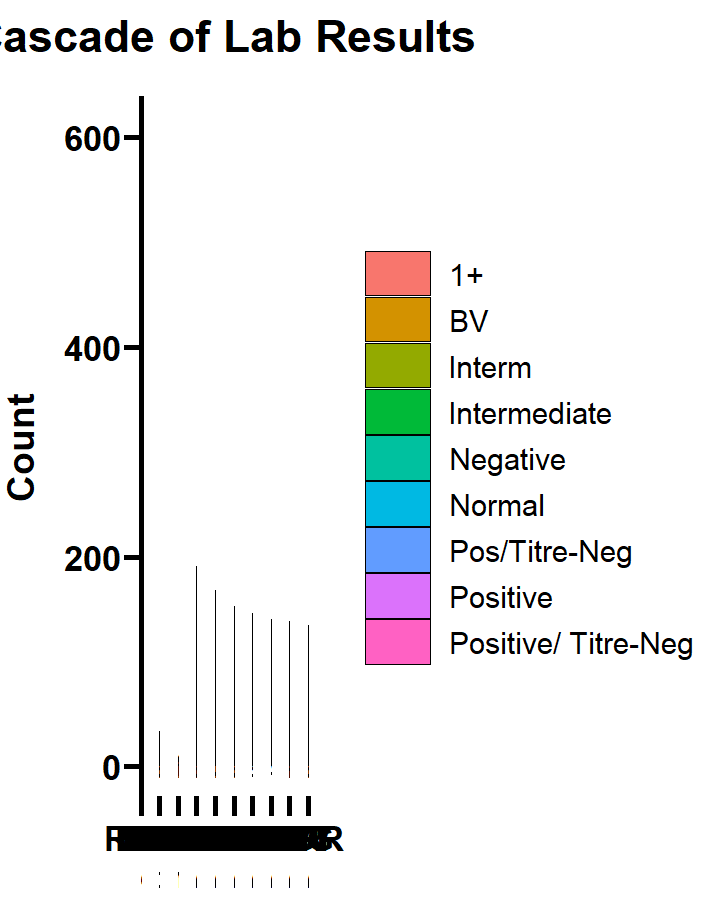 Cascade of Lab Results
600
400
200
0
Count
1+
BV
Interm
Intermediate
Negative
Normal
Pos/Titre-Neg
Positive
Positive/ Titre-Neg